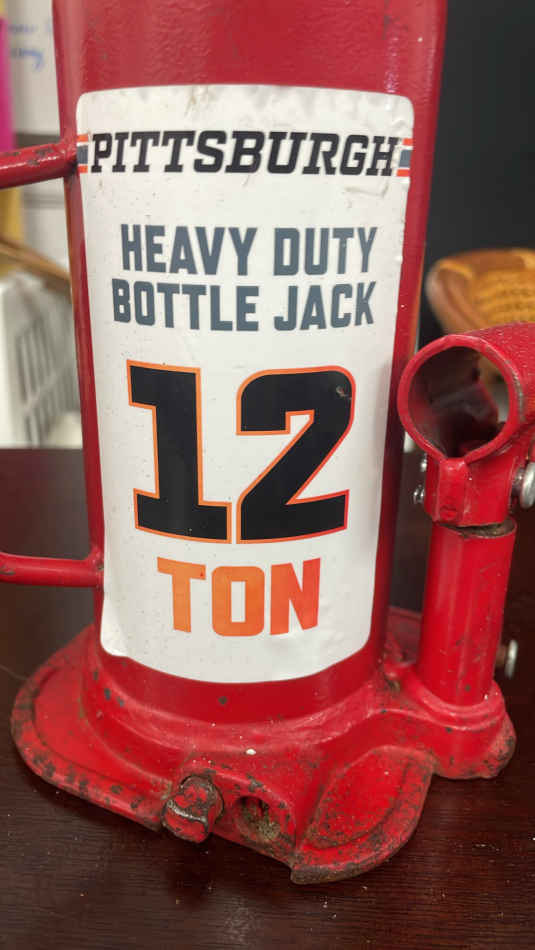 PITTSBURGH
HEAVY DUTY
BOTTLE JACK
12
TON